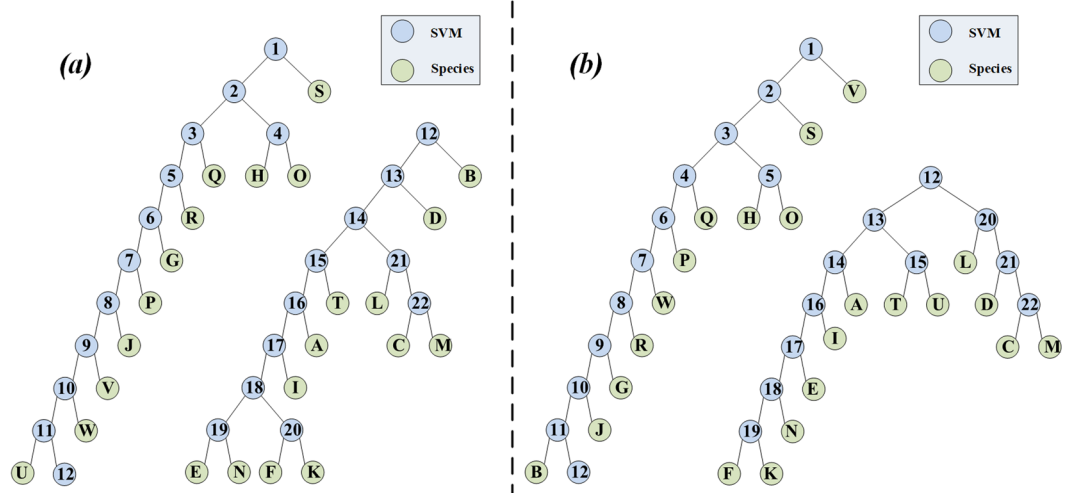 (a)
SVM
Species
1
2
S
3
4
12
5
Q
H
O
13
B
6
R
14
D
7
G
15
21
8
P
16
T
L
22
9
J
17
A
C
M
10
V
18
I
11
W
19
20
U
12
E
N
F
K
(b)
SVM
Species
1
2
V
3
S
4
5
12
6
Q
H
O
13
20
7
P
14
15
L
21
8
W
16
A
T
U
D
22
9
R
17
I
C
M
10
G
18
E
11
J
19
N
B
12
F
K